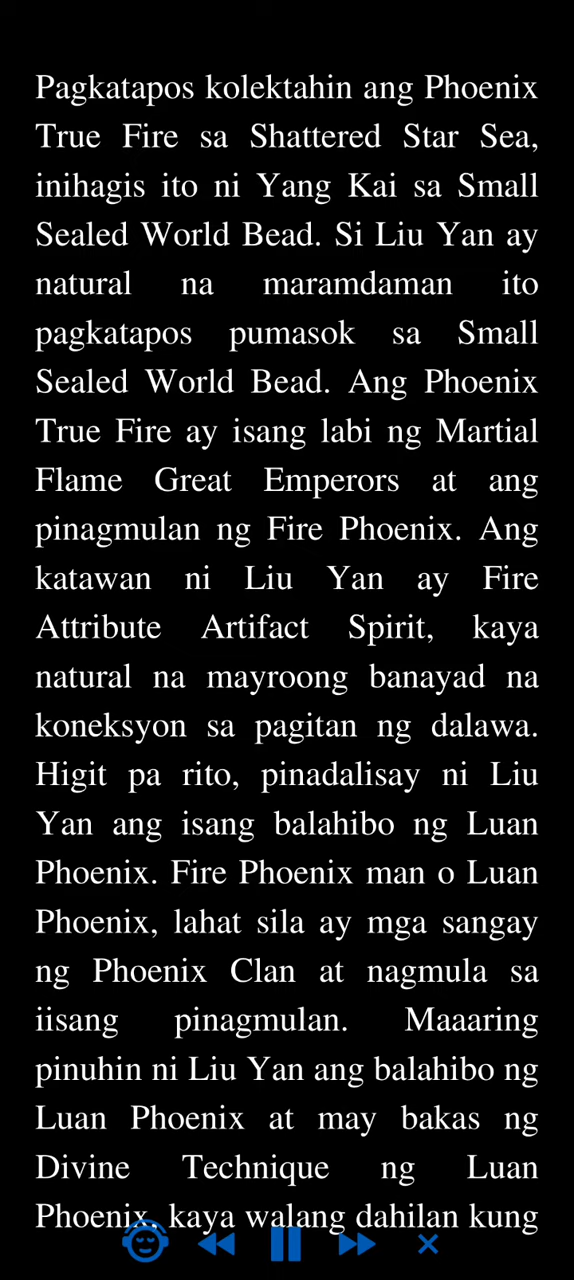 Pagkatapos kolektahin ang Phoenix
True Fire sa Shattered Star Sea,
inihagis ito ni Yang Kai sa Small
Sealed World Bead. Si Liu Yan ay
natural na maramdaman ito
pagkatapos pumasok sa Small
Sealed World Bead. Ang Phoenix
True Fire ay isang labi ng Martial
Flame Great Emperors at ang
pinagmulan ng Fire Phoenix. Ang
katawan ni Liu Yan ay Fire
Attribute Artifact Spirit, kaya
natural na mayroong banayad na
koneksyon sa pagitan ng dalawa.
Higit pa rito, pinadalisay ni Liu
Yan ang isang balahibo ng Luan
Phoenix. Fire Phoenix man o Luan
Phoenix, lahat sila ay mga sangay
ng Phoenix Clan at nagmula sa
iisang pinagmulan. Maaaring
pinuhin ni Liu Yan ang balahibo ng
Luan Phoenix at may bakas ng
Divine Technique ng Luan
Phoenix, kaya walang dahilan kung